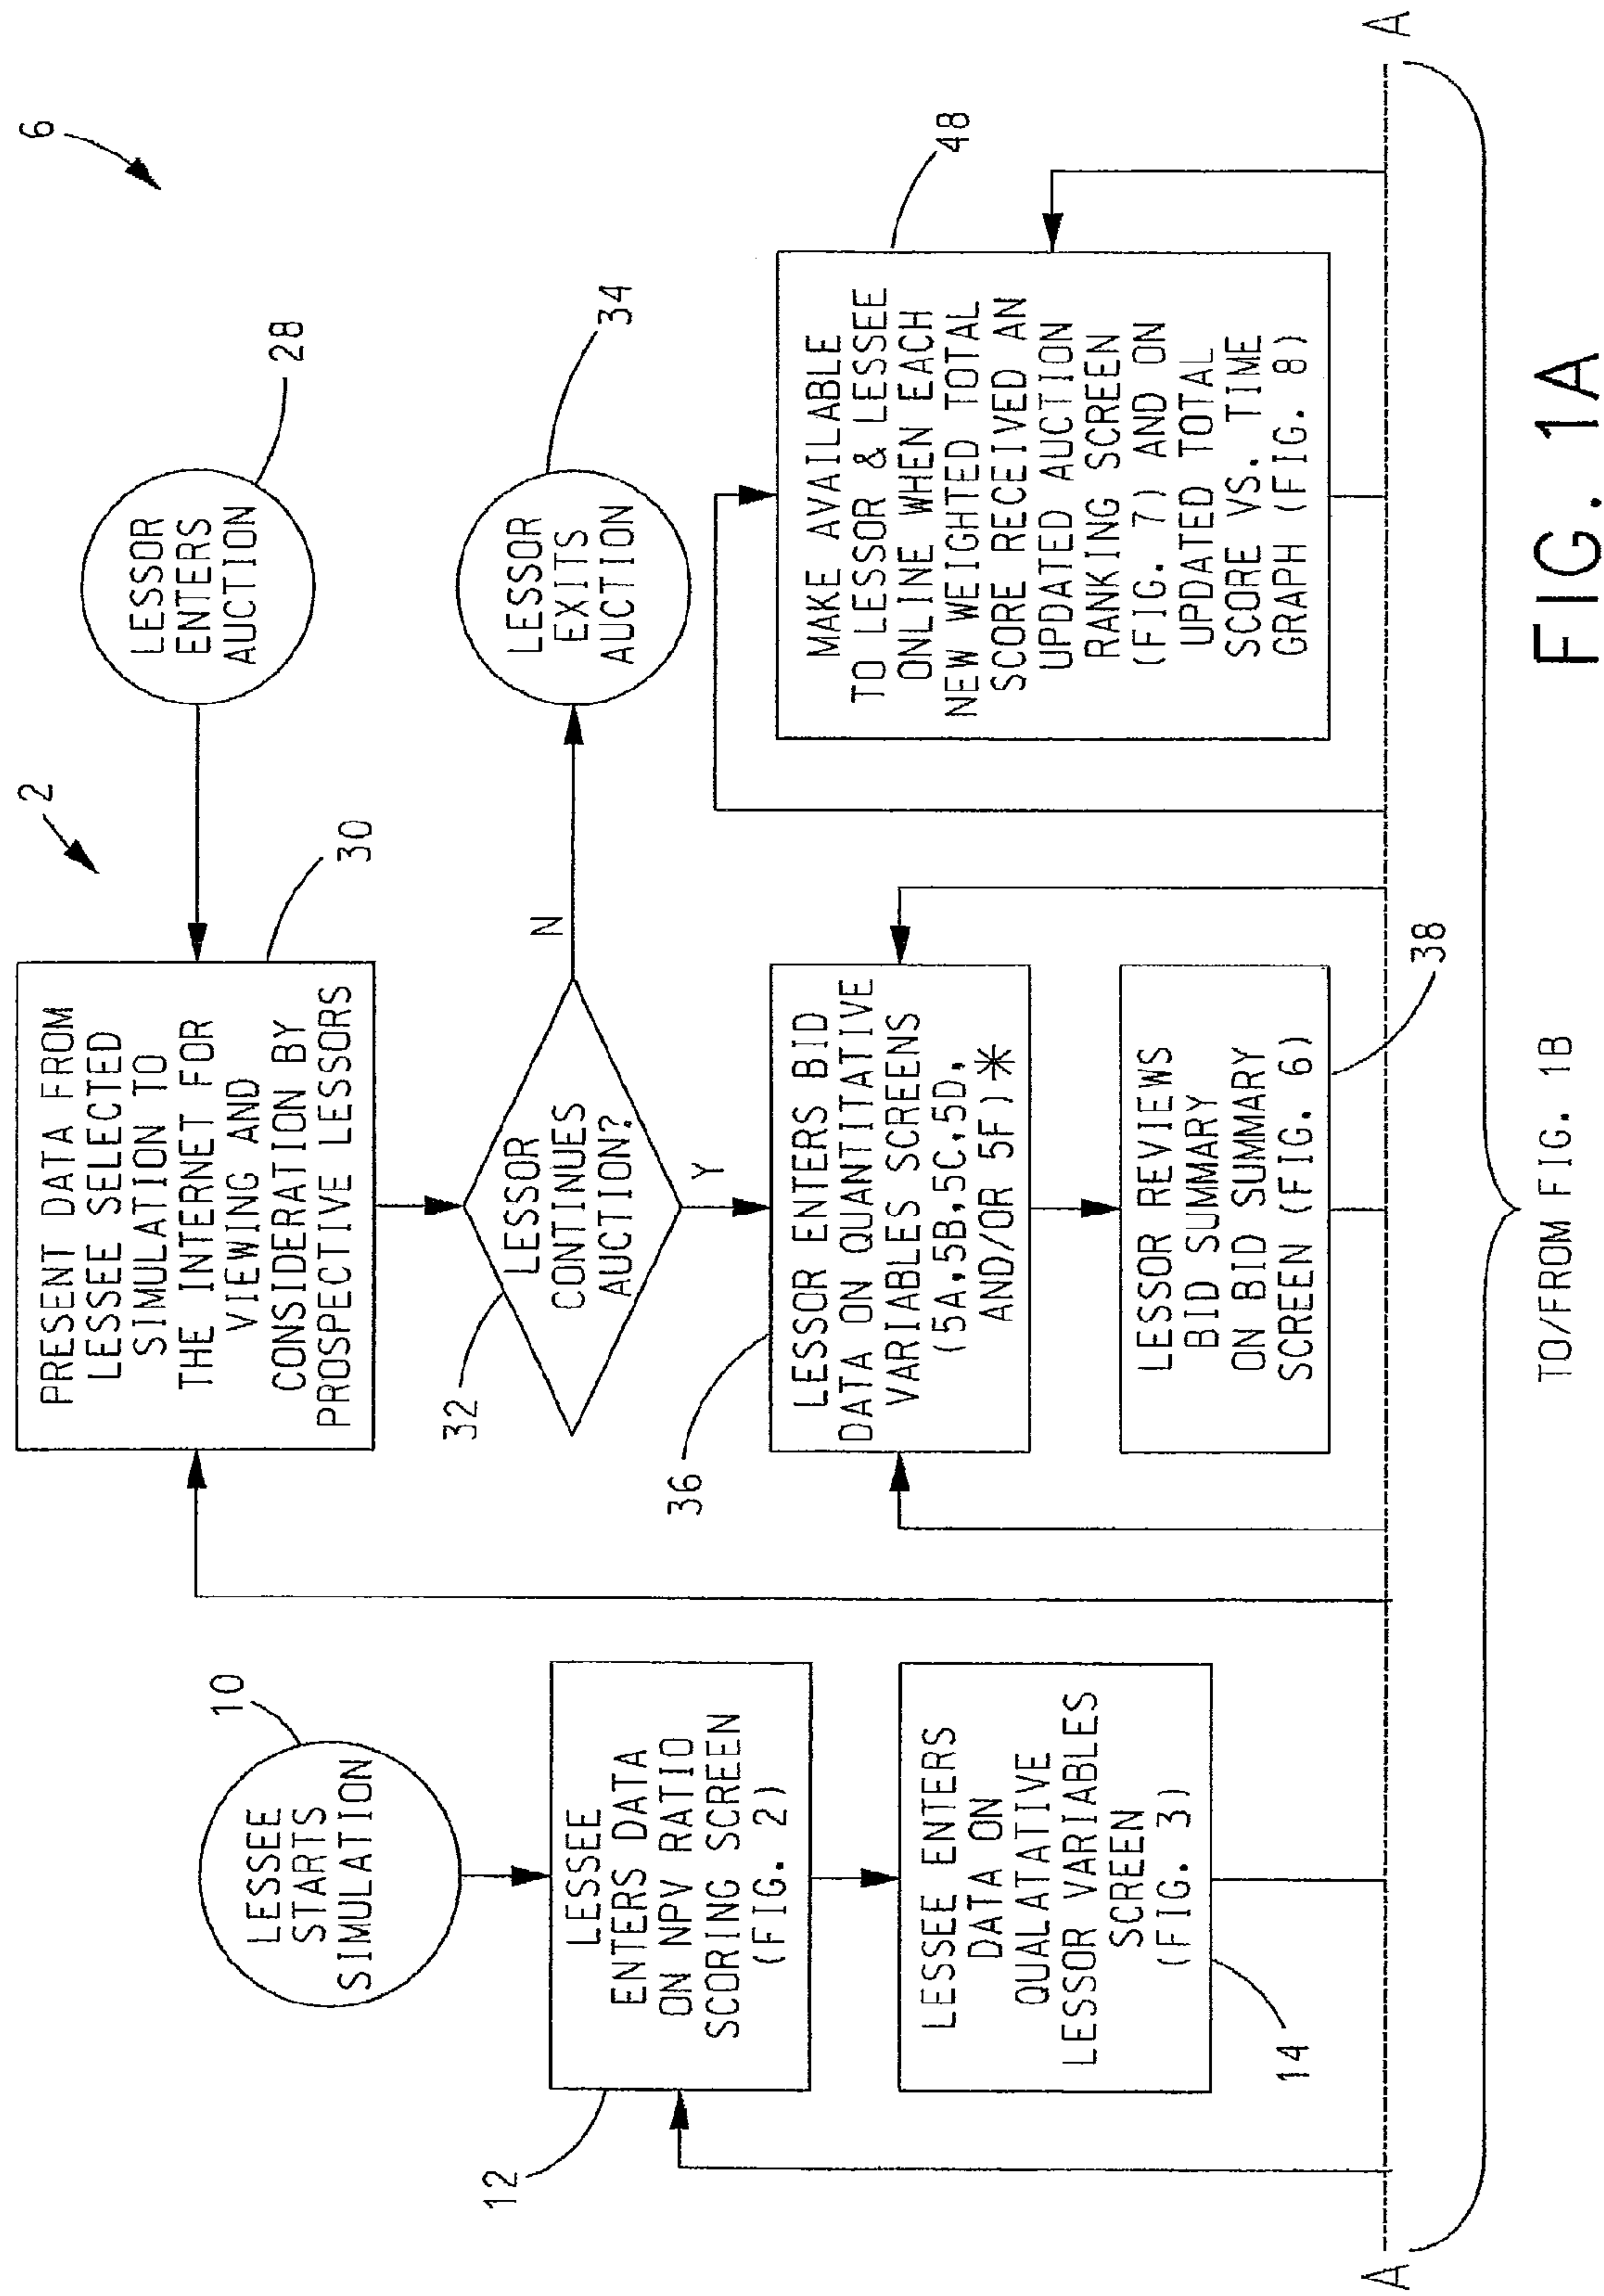 2
6
PRESENT DATA FROM
LESSEE SELECTED
SIMULATION TO
THE INTERNET FOR
VIEWING AND
CONSIDERATION BY
PROSPECTIVE LESSORS
30
LESSOR
ENTERS
AUCTION
28
10
LESSEE
STARTS
SIMULATION
LESSOR
CONTINUES
AUCTION?
32
N
Y
LESSOR
EXITS
AUCTION
34
12
LESSEE
ENTERS DATA
ON NPV RATIO
SCORING SCREEN
(FIG. 2)
36
LESSOR ENTERS BID
DATA ON QUANTITATIVE
VARIABLES SCREENS
(5A,5B,5C,5D,
AND/OR 5F)*
48
MAKE AVAILABLE
TO LESSOR & LESSEE
ONLINE WHEN EACH
NEW WEIGHTED TOTAL
SCORE RECEIVED AN
UPDATED AUCTION
RANKING SCREEN
(FIG. 7) AND ON
UPDATED TOTAL
SCORE VS. TIME
GRAPH (FIG. 8)
LESSEE ENTERS
DATA ON
QUALATATIVE
LESSOR VARIABLES
SCREEN
(FIG. 3)
14
LESSOR REVIEWS
BID SUMMARY
ON BID SUMMARY
SCREEN (FIG. 6)
38
A
A
TO/FROM FIG. 1B
FIG. 1A